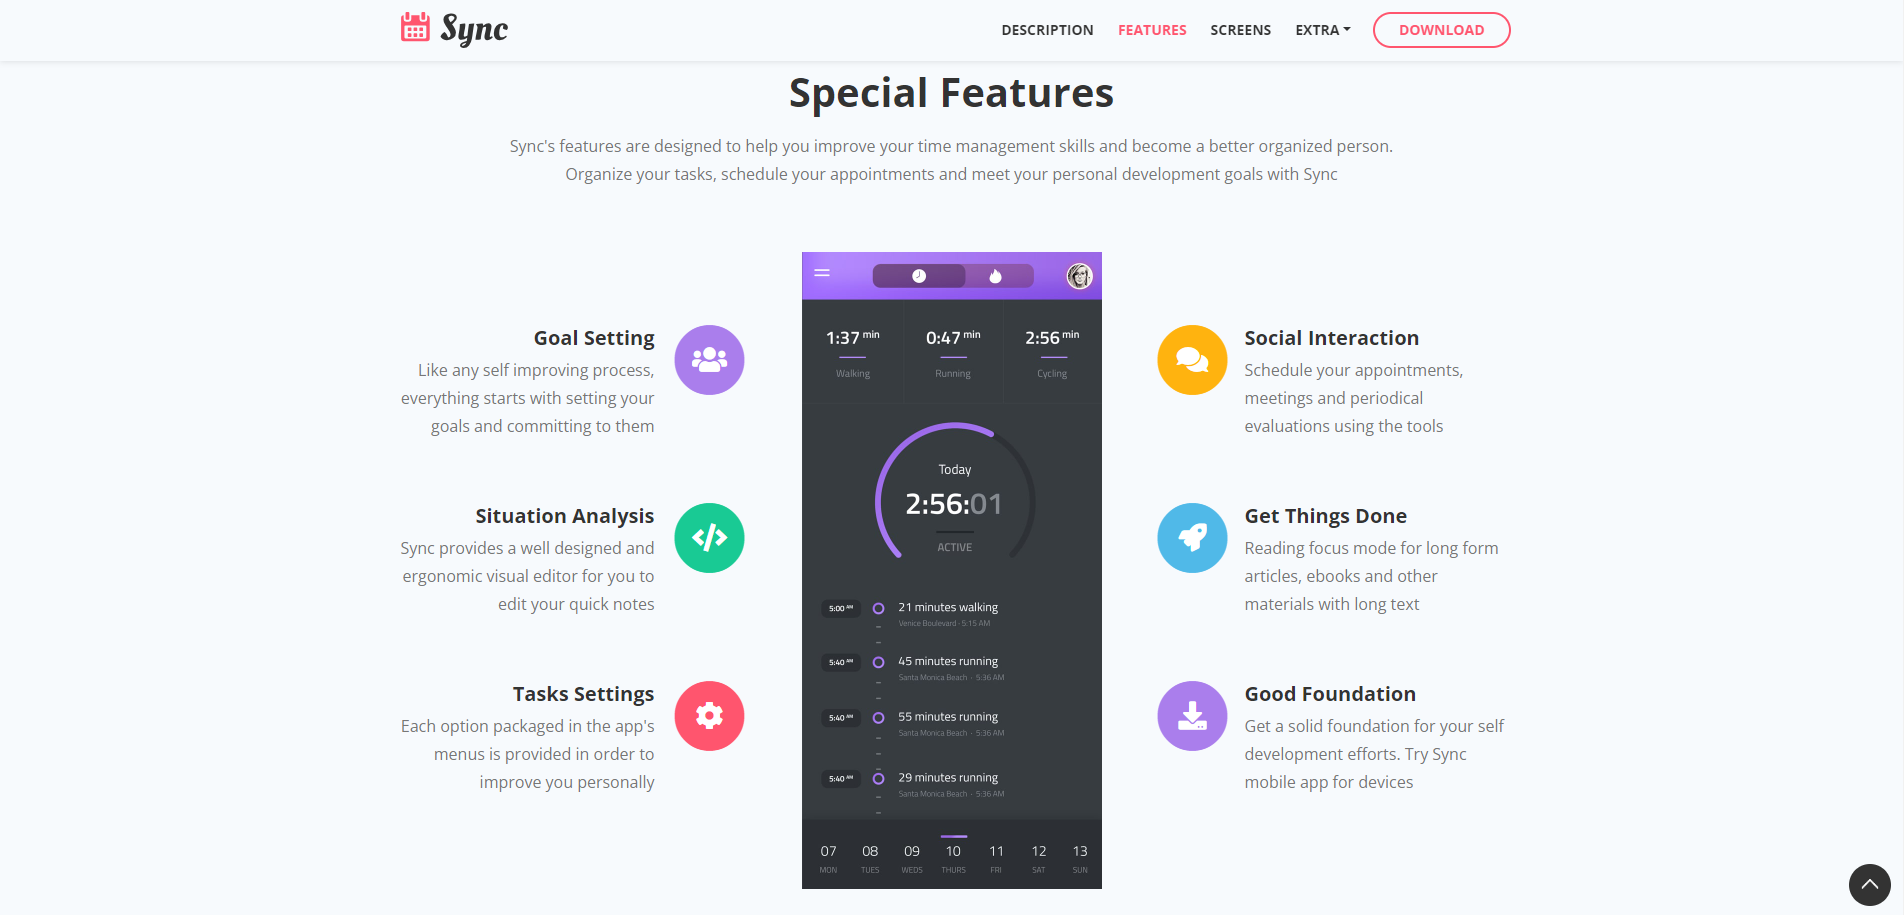 Sync
DESCRIPTION FEATURES SCREENS EXTRA DOWNLOAD
Special Features
Sync's features are designed to help you improve your time management skills and become a better organized person.
Organize your tasks, schedule your appointments and meet your personal development goals with Sync
Goal Setting
Like any self improving process,
everything starts with setting your
goals and committing to them
Situation Analysis
Sync provides a well designed and
ergonomic visual editor for you to
edit your quick notes
Tasks Settings
Each option packaged in the app's
menus is provided in order to
improve you personally
1:37 min 0:47 min 2:56 min
Walking Running Cycling
Today
2:56:01
ACTIVE
5:00 AM 21 minutes walking
Venice Boulevard - 5:15 AM
5:40 AM 45 minutes running
Santa Monica Beach - 5:36 AM
5:40 AM 55 minutes running
Santa Monica Beach - 5:36 AM
5:40 AM 29 minutes running
Santa Monica Beach - 5:36 AM
07 08 09 10 11 12 13
MON TUES WEDS THURS FRI SAT SUN
Social Interaction
Schedule your appointments,
meetings and periodical
evaluations using the tools
Get Things Done
Reading focus mode for long form
articles, ebooks and other
materials with long text
Good Foundation
Get a solid foundation for your self
development efforts. Try Sync
mobile app for devices